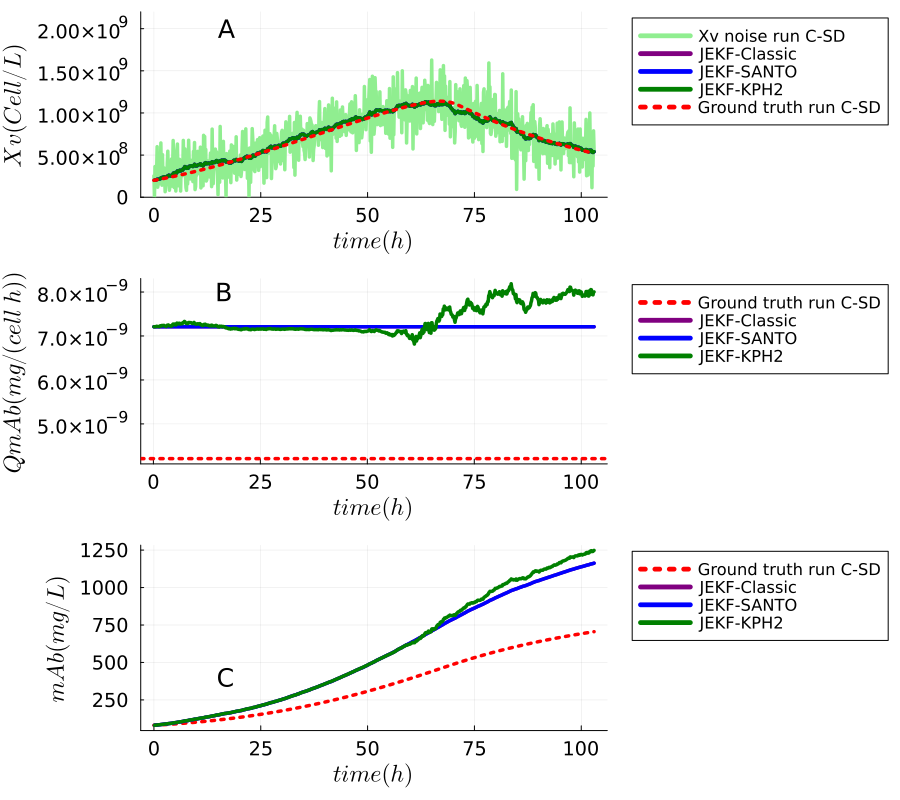 A
Xv(Cell/L)
2.00×10⁹
1.50×10⁹
1.00×10⁹
5.00×10⁸
0
0 25 50 75 100
time(h)
Xv noise run C-SD
JEKF-Classic
JEKF-SANTO
JEKF-KPH2
Ground truth run C-SD
B
QmAb(mg/(cell h))
8.0×10⁻⁹
7.0×10⁻⁹
6.0×10⁻⁹
5.0×10⁻⁹
0 25 50 75 100
time(h)
Ground truth run C-SD
JEKF-Classic
JEKF-SANTO
JEKF-KPH2
C
mAb(mg/L)
1250
1000
750
500
250
0 25 50 75 100
time(h)
Ground truth run C-SD
JEKF-Classic
JEKF-SANTO
JEKF-KPH2